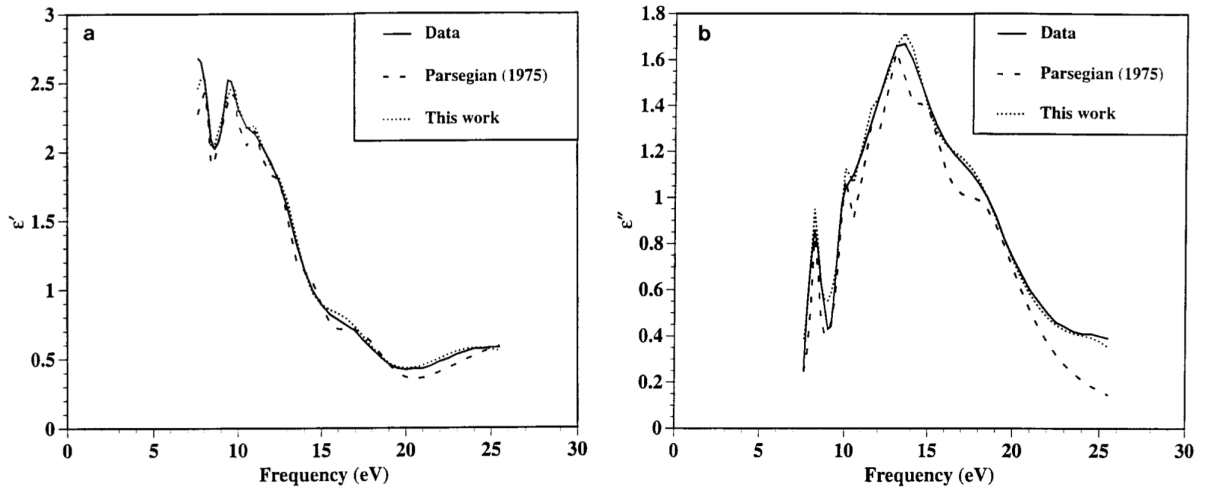 a
Data
Parsegian (1975)
This work
3
2.5
2
1.5
1
0.5
0
ε′
0
5
10
15
20
25
30
Frequency (eV)
b
Data
Parsegian (1975)
This work
1.8
1.6
1.4
1.2
1
0.8
0.6
0.4
0.2
0
ε″
0
5
10
15
20
25
30
Frequency (eV)